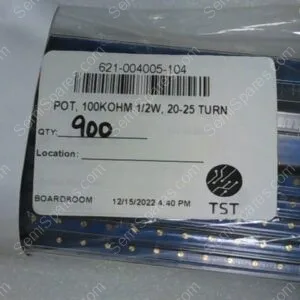 621-004005-104
POT, 100KOHM 1/2W, 20-25 TURN
QTY: 900
Location:
BOARDROOM 12/15/2022 4:40 PM TST